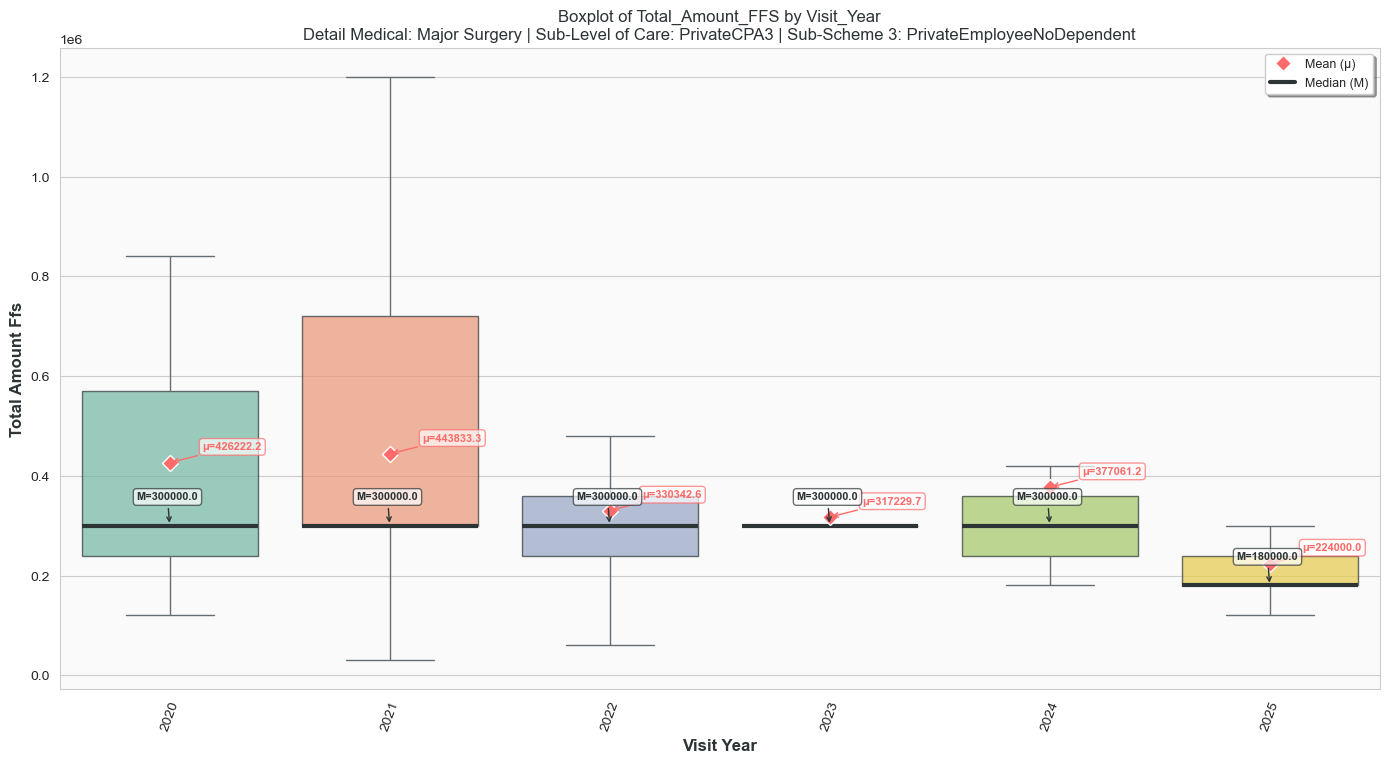 Boxplot of Total_Amount_FFS by Visit_Year
Detail Medical: Major Surgery | Sub-Level of Care: PrivateCPA3 | Sub-Scheme 3: PrivateEmployeeNoDependent
1e6
Mean (μ)
Median (M)
1.2
1.0
0.8
0.6
0.4
0.2
0.0
Total Amount Ffs
μ=426222.2
M=300000.0
μ=443833.3
M=300000.0
μ=330342.6
M=300000.0
μ=317229.7
M=300000.0
μ=377061.2
M=300000.0
μ=224000.0
M=180000.0
2020
2021
2022
2023
2024
2025
Visit Year